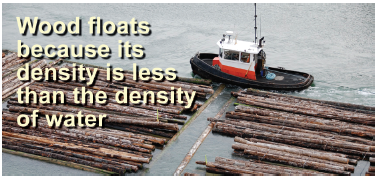 Wood floats
because its
density is less
than the density
of water